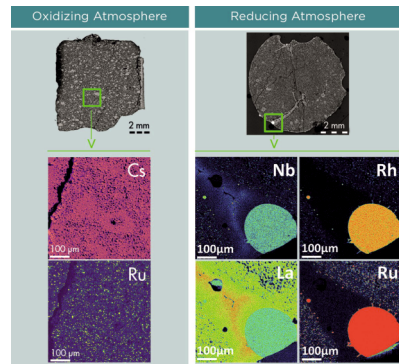 Oxidizing Atmosphere
Reducing Atmosphere
2 mm
2 mm
Cs
100 µm
Ru
100 µm
Nb
100µm
Rh
100µm
La
100µm
Ru
100µm